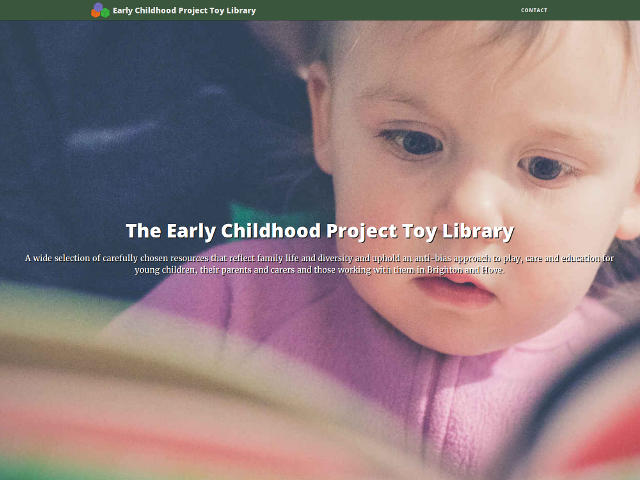 Early Childhood Project Toy Library
CONTACT
The Early Childhood Project Toy Library
A wide selection of carefully chosen resources that reflect family life and diversity and uphold an anti-bias approach to play, care and education for
young children, their parents and carers and those working with them in Brighton and Hove.